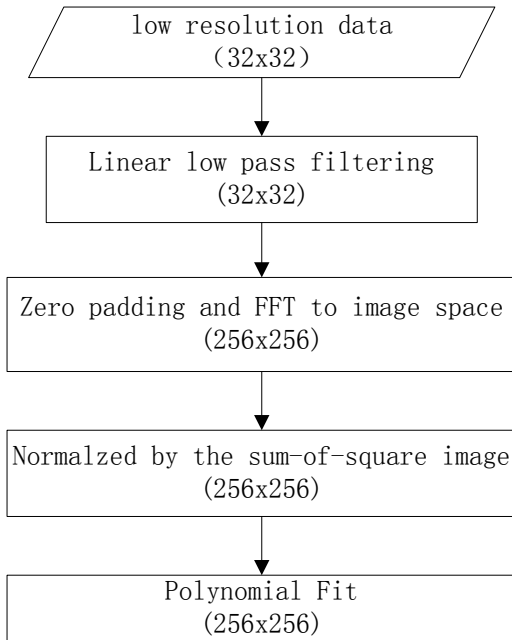 low resolution data
(32x32)
Linear low pass filtering
(32x32)
Zero padding and FFT to image space
(256x256)
Normalzed by the sum-of-square image
(256x256)
Polynomial Fit
(256x256)